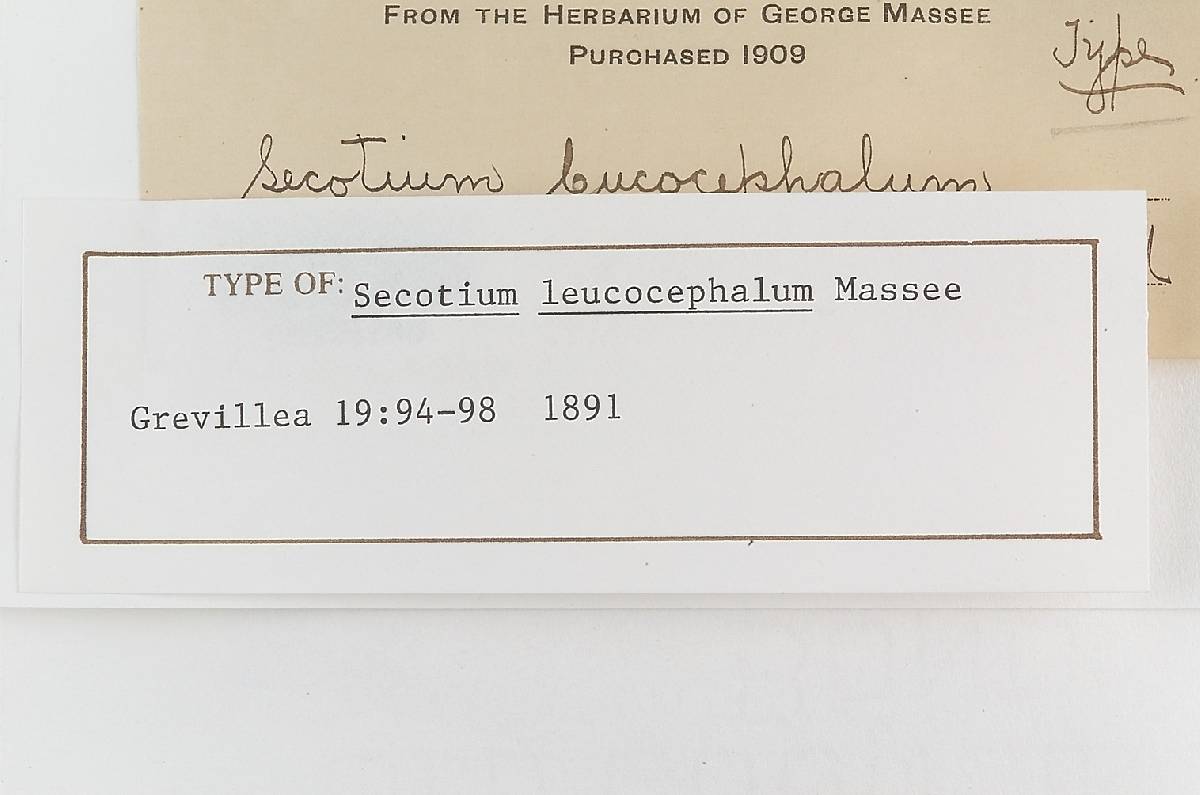 FROM THE HERBARIUM OF GEORGE MASSEE
PURCHASED 1909
Type
Secotium leucocephalum
TYPE OF: Secotium leucocephalum Massee
Grevillea 19:94-98 1891